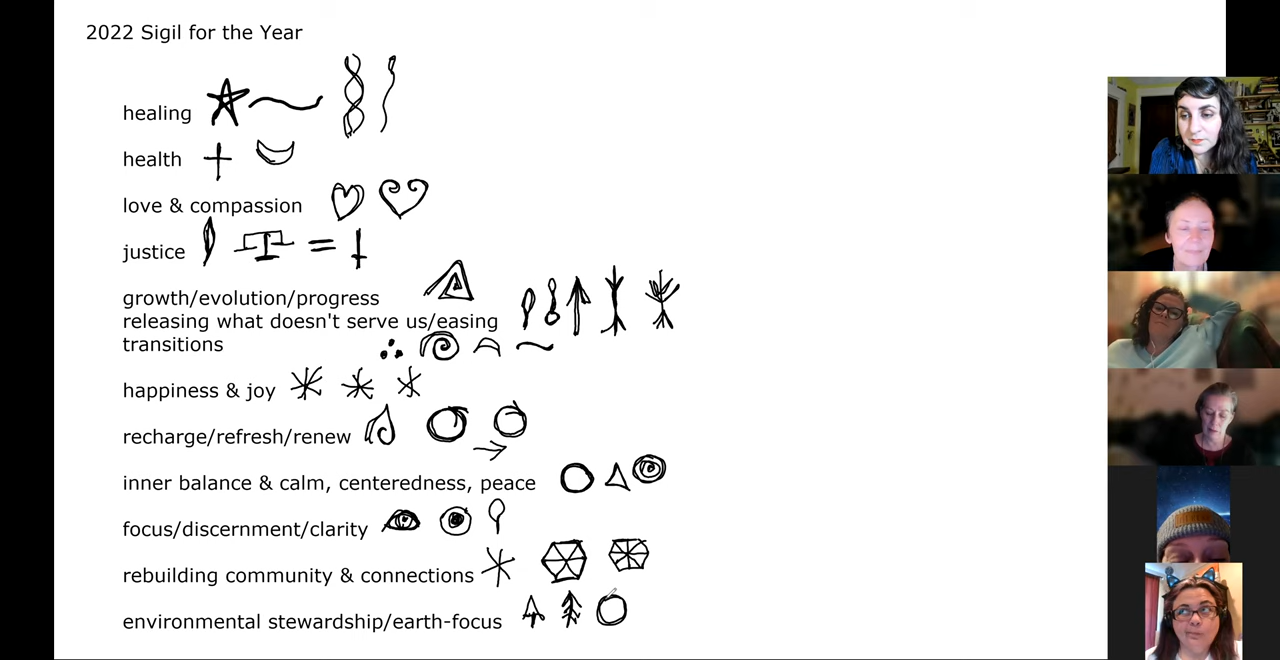 2022 Sigil for the Year
healing
health
love & compassion
justice
growth/evolution/progress
releasing what doesn't serve us/easing
transitions
happiness & joy
recharge/refresh/renew
inner balance & calm, centeredness, peace
focus/discernment/clarity
rebuilding community & connections
environmental stewardship/earth-focus